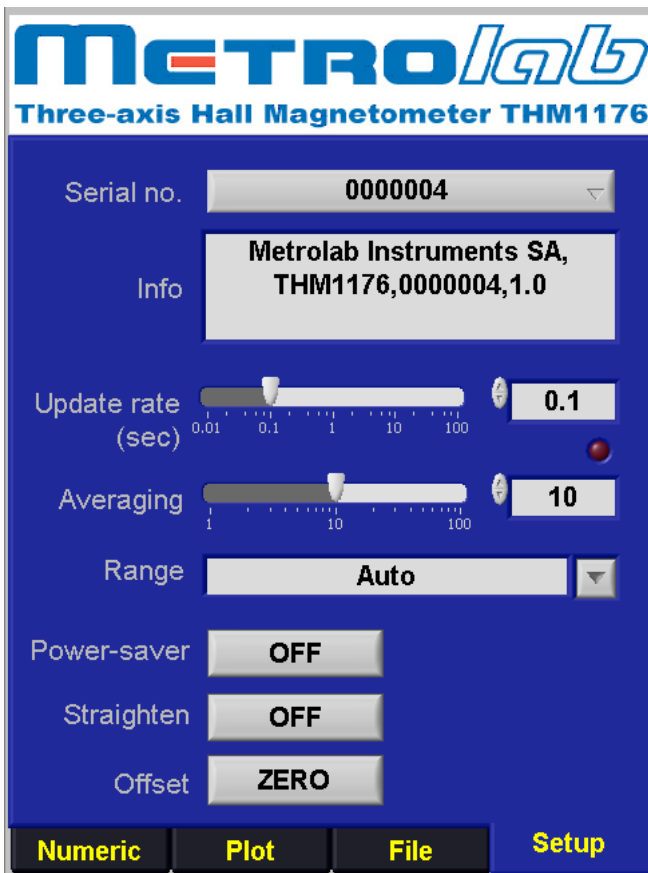 Metrolab
Three-axis Hall Magnetometer THM1176
Serial no. 0000004
Info
Metrolab Instruments SA,
THM1176,0000004,1.0
Update rate
(sec)
0.01 0.1 1 10 100
0.1
Averaging
1 10 100
10
Range Auto
Power-saver OFF
Straighten OFF
Offset ZERO
Numeric Plot File Setup